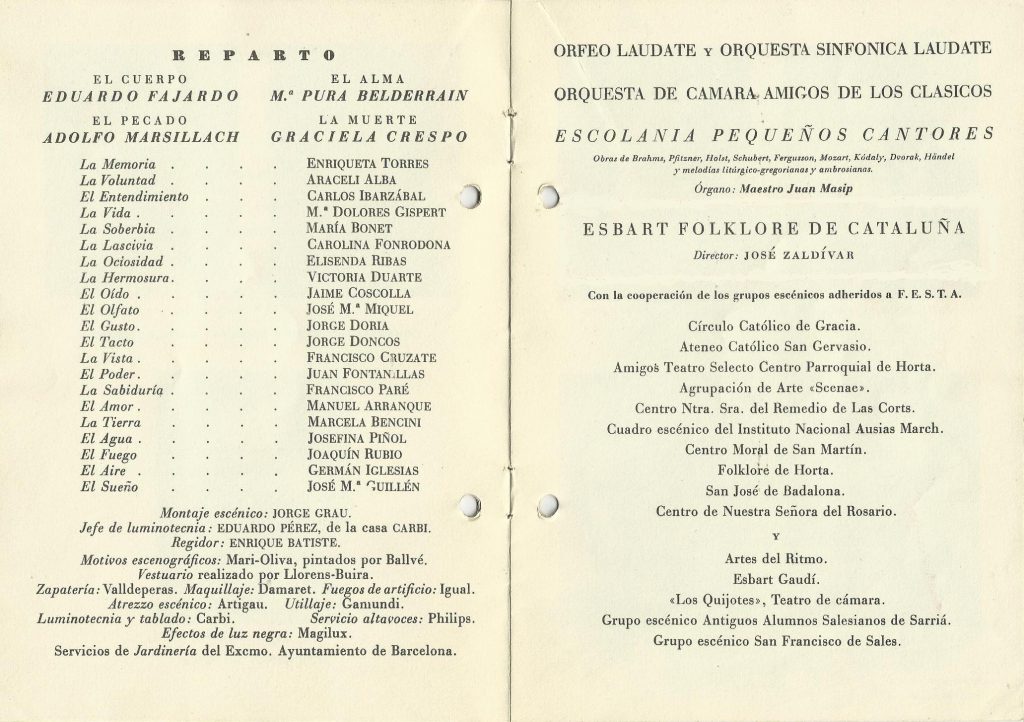 REPARTO
EL CUERPO
EDUARDO FAJARDO
EL ALMA
M.ª PURA BELDERRAIN
EL PECADO
ADOLFO MARSILLACH
LA MUERTE
GRACIELA CRESPO
La Memoria . . . . ENRIQUETA TORRES
La Voluntad . . . . ARACELI ALBA
El Entendimiento . . . CARLOS IBARZÁBAL
La Vida . . . . . M.ª DOLORES GISPERT
La Soberbia . . . . MARÍA BONET
La Lascivia . . . . CAROLINA FONRODONA
La Ociosidad . . . . ELISENDA RIBAS
La Hermosura . . . . VICTORIA DUARTE
El Oído . . . . . JAIME COSCOLLA
El Olfato . . . . JOSÉ M.ª MIQUEL
El Gusto . . . . . JORGE DORIA
El Tacto . . . . JORGE DONCOS
La Vista . . . . . FRANCISCO CRUZATE
El Poder . . . . . JUAN FONTANILLAS
La Sabiduría . . . . FRANCISCO PARÉ
El Amor . . . . . MANUEL ARRANQUE
La Tierra . . . . MARCELA BENCINI
El Agua . . . . . JOSEFINA PIÑOL
El Fuego . . . . JOAQUÍN RUBIO
El Aire . . . . . GERMÁN IGLESIAS
El Sueño . . . . JOSÉ M.ª GUILLÉN
Montaje escénico: JORGE GRAU.
Jefe de luminotecnia: EDUARDO PÉREZ, de la casa CARBI.
Regidor: ENRIQUE BATISTE.
Motivos escenográficos: Mari-Oliva, pintados por Ballvé.
Vestuario realizado por Llorens-Buira.
Zapatería: Valldeperas. Maquillaje: Damaret. Fuegos de artificio: Igual.
Atrezzo escénico: Artigau. Utillaje: Gamundi.
Luminotecnia y tablado: Carbi. Servicio altavoces: Philips.
Efectos de luz negra: Magilux.
Servicios de Jardinería del Excmo. Ayuntamiento de Barcelona.
ORFEO LAUDATE Y ORQUESTA SINFONICA LAUDATE
ORQUESTA DE CAMARA AMIGOS DE LOS CLASICOS
ESCOLANIA PEQUEÑOS CANTORES
Obras de Brahms, Pfitzner, Holst, Schubert, Fergusson, Mozart, Kódaly, Dvorak, Händel
y melodías litúrgico-gregorianas y ambrosianas.
Órgano: Maestro Juan Masip
ESBART FOLKLORE DE CATALUÑA
Director: JOSÉ ZALDÍVAR
Con la cooperación de los grupos escénicos adheridos a F. E. S. T. A.
Círculo Católico de Gracia.
Ateneo Católico San Gervasio.
Amigos Teatro Selecto Centro Parroquial de Horta.
Agrupación de Arte «Scenae».
Centro Ntra. Sra. del Remedio de Las Corts.
Cuadro escénico del Instituto Nacional Ausias March.
Centro Moral de San Martín.
Folklore de Horta.
San José de Badalona.
Centro de Nuestra Señora del Rosario.
Y
Artes del Ritmo.
Esbart Gaudí.
«Los Quijotes», Teatro de cámara.
Grupo escénico Antiguos Alumnos Salesianos de Sarriá.
Grupo escénico San Francisco de Sales.